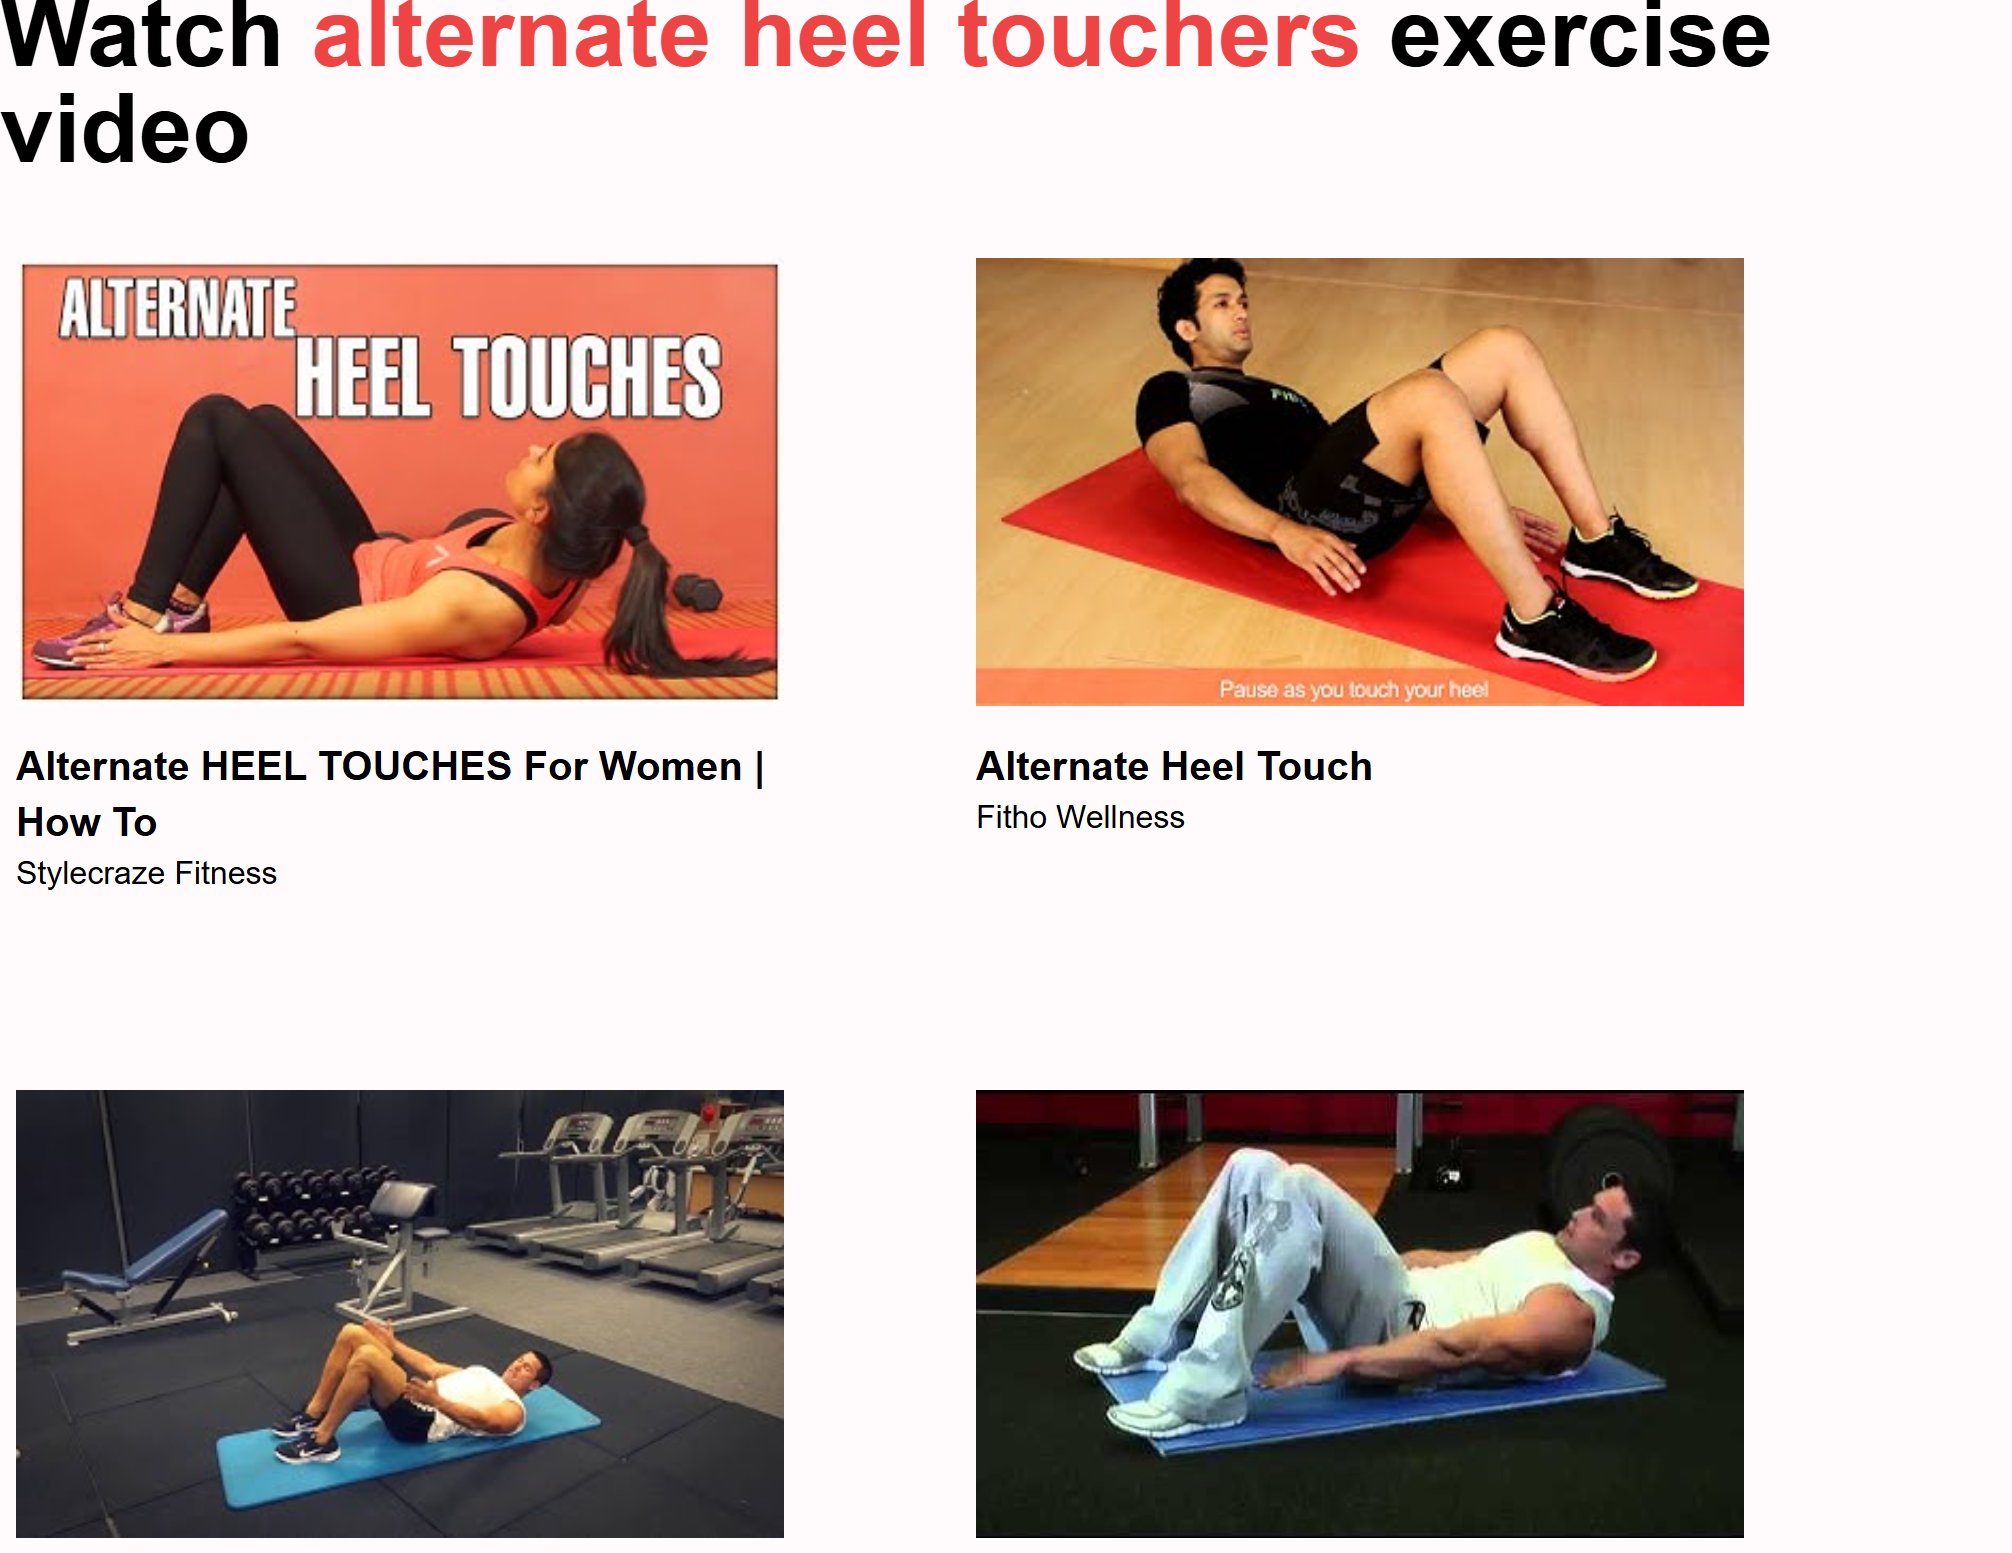 Watch alternate heel touchers exercise
video
ALTERNATE
HEEL TOUCHES
Pause as you touch your heel
Alternate HEEL TOUCHES For Women |
How To
Stylecraze Fitness
Alternate Heel Touch
Fitho Wellness